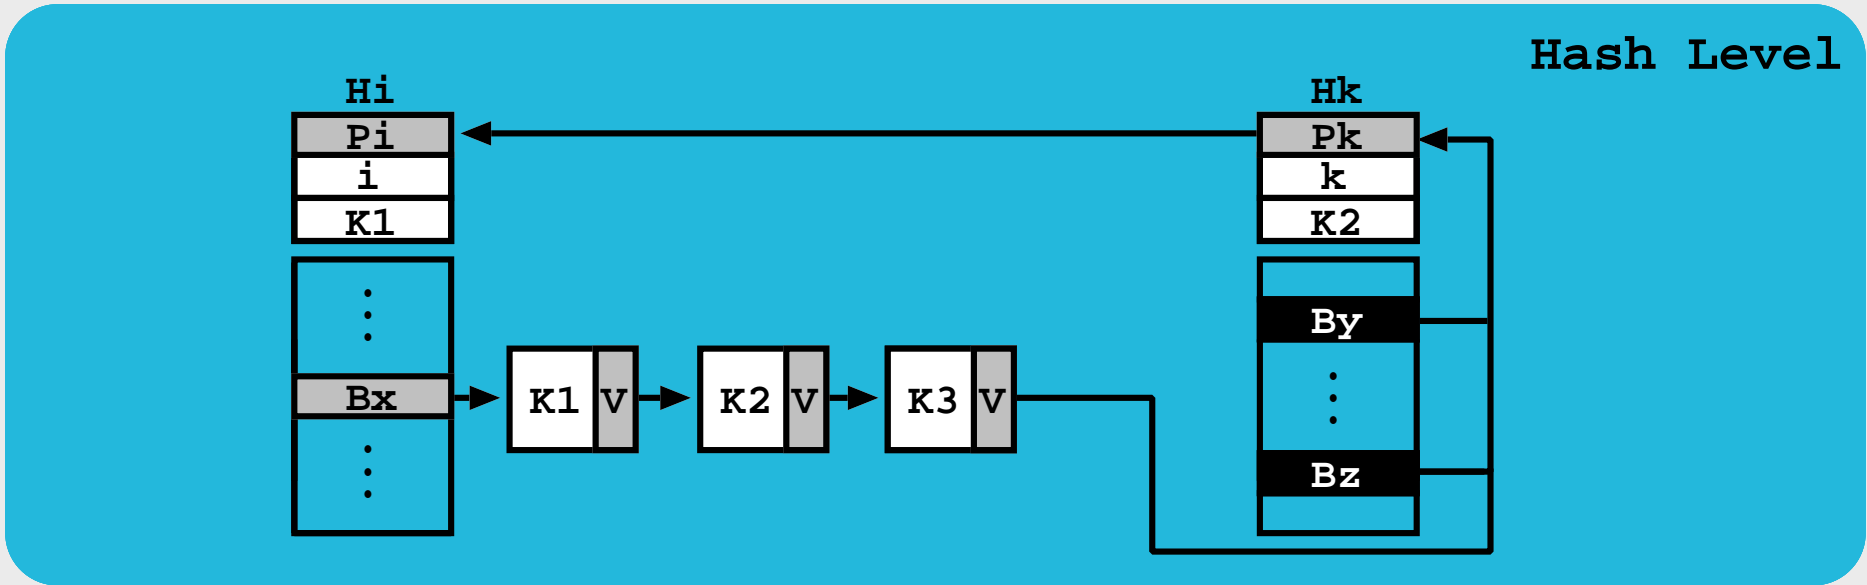 Hash Level
Hi
Pi
i
K1
Hk
Pk
k
K2
Bx
K1 V
K2 V
K3 V
By
Bz